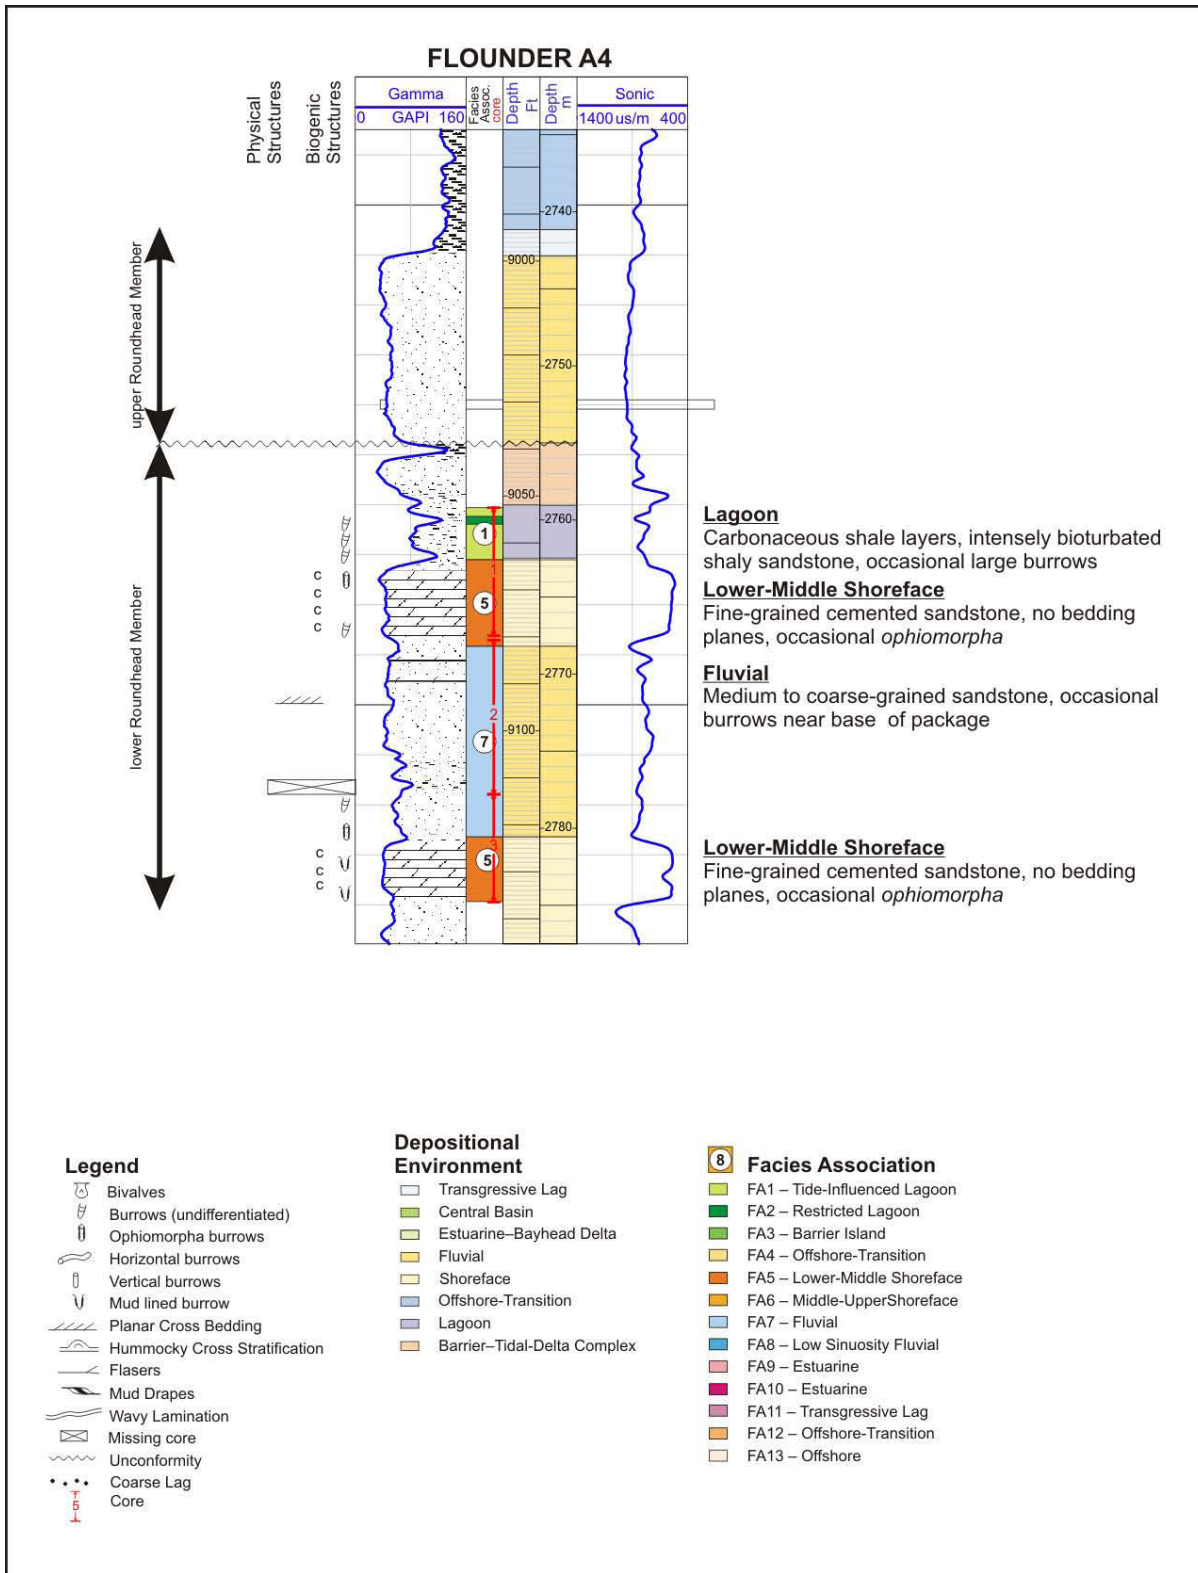 FLOUNDER A4
Physical
Structures
Biogenic
Structures
Gamma
0 GAPI 160
Facies
Assoc.
core
Depth
Ft
Depth
m
Sonic
1400 us/m 400
upper Roundhead Member
lower Roundhead Member
2740
9000
2750
9050
2760
1
1
c
c
c
c
5
2770
2
9100
7
2780
3
c
c
c
5
Lagoon
Carbonaceous shale layers, intensely bioturbated
shaly sandstone, occasional large burrows
Lower-Middle Shoreface
Fine-grained cemented sandstone, no bedding
planes, occasional ophiomorpha
Fluvial
Medium to coarse-grained sandstone, occasional
burrows near base of package
Lower-Middle Shoreface
Fine-grained cemented sandstone, no bedding
planes, occasional ophiomorpha
Legend
Bivalves
Burrows (undifferentiated)
Ophiomorpha burrows
Horizontal burrows
Vertical burrows
Mud lined burrow
Planar Cross Bedding
Hummocky Cross Stratification
Flasers
Mud Drapes
Wavy Lamination
Missing core
Unconformity
Coarse Lag
5 Core
Depositional
Environment
Transgressive Lag
Central Basin
Estuarine–Bayhead Delta
Fluvial
Shoreface
Offshore-Transition
Lagoon
Barrier–Tidal-Delta Complex
8 Facies Association
FA1 – Tide-Influenced Lagoon
FA2 – Restricted Lagoon
FA3 – Barrier Island
FA4 – Offshore-Transition
FA5 – Lower-Middle Shoreface
FA6 – Middle-UpperShoreface
FA7 – Fluvial
FA8 – Low Sinuosity Fluvial
FA9 – Estuarine
FA10 – Estuarine
FA11 – Transgressive Lag
FA12 – Offshore-Transition
FA13 – Offshore